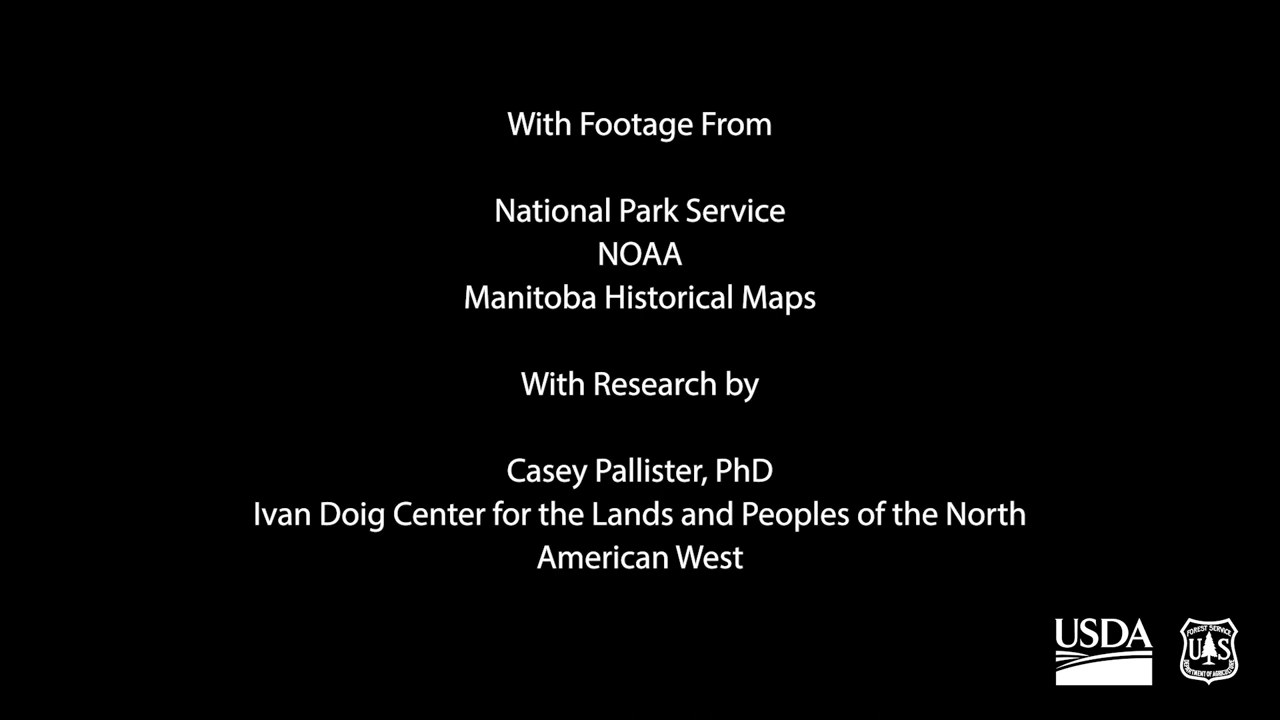 With Footage From
National Park Service
NOAA
Manitoba Historical Maps
With Research by
Casey Pallister, PhD
Ivan Doig Center for the Lands and Peoples of the North
American West
USDA
FOREST SERVICE
U S
DEPARTMENT OF AGRICULTURE